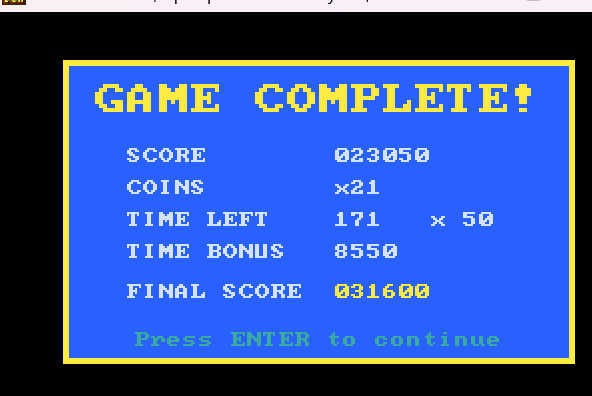 GAME COMPLETE!
SCORE 023050
COINS x21
TIME LEFT 171 x 50
TIME BONUS 8550
FINAL SCORE 031600
Press ENTER to continue